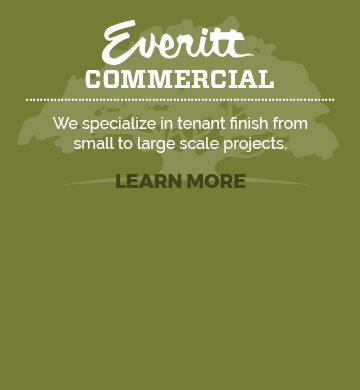 Everitt
COMMERCIAL
We specialize in tenant finish from
small to large scale projects.
LEARN MORE